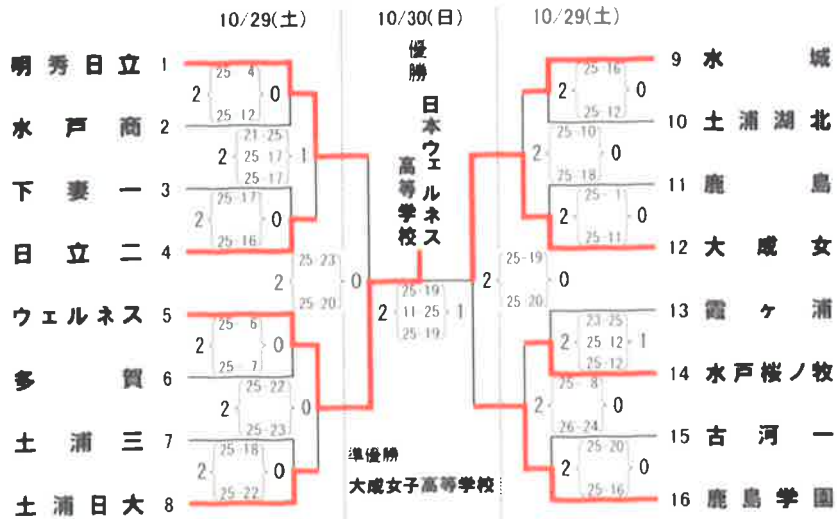 10/29(土)
10/30(日)
10/29(土)
優勝
日本ウェルネス
高等学校
明秀日立 1
25 4
2 0
25 12
水戸商 2
21-25
2 25 17 1
25 17
下妻一 3
25-17
2 0
25-16
日立二 4
25-23
2 0
25-20
ウェルネス 5
25-6
2 0
25-7
多賀 6
25-22
2 0
25-23
土浦三 7
25-18
2 0
25-22
土浦日大 8
25-19
2 11 25 1
25-19
準優勝
大成女子高等学校
9 水城
25-16
2 0
25-12
10 土浦湖北
25-10
2 0
25-18
11 鹿島
25-1
2 0
25-11
12 大成女
25-19
2 0
25-20
13 霞ヶ浦
23-25
2 25 12 1
25-12
14 水戸桜ノ牧
25-8
2 0
26-24
15 古河一
25-20
2 0
25-16
16 鹿島学園